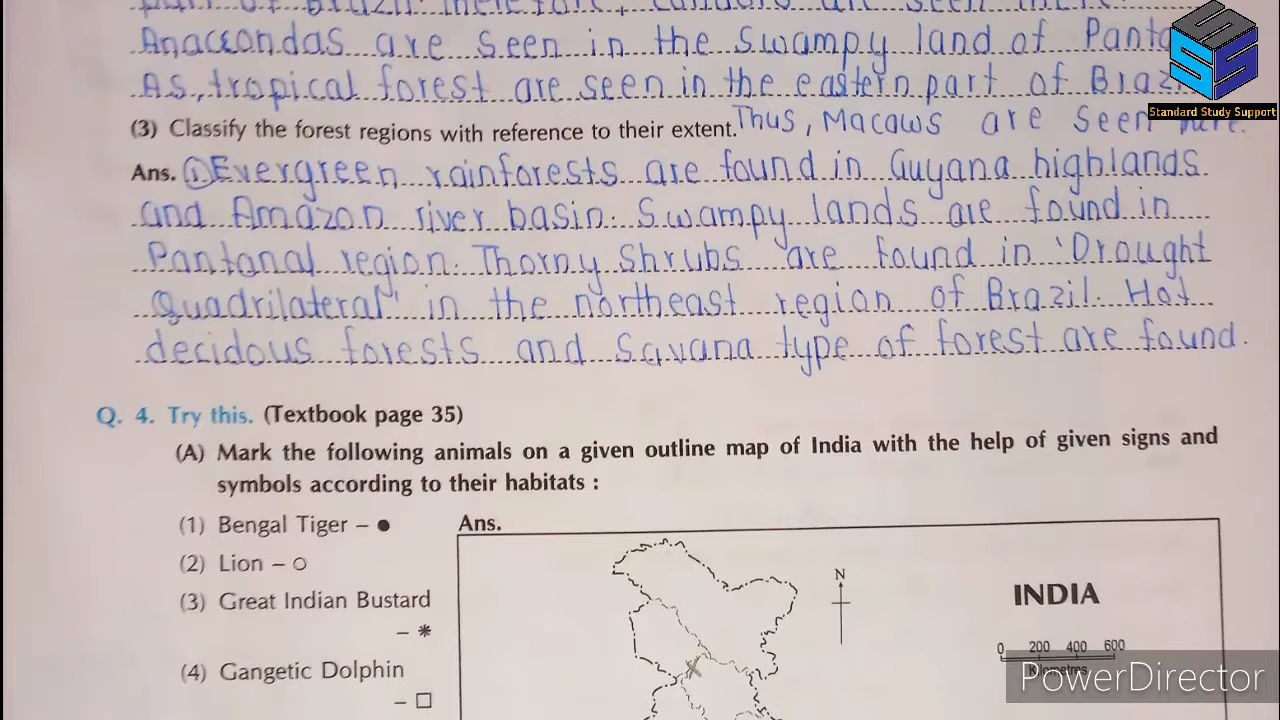 Anacondas are seen in the swampy land of
As, tropical forest are seen in the eastern part of
(3) Classify the forest regions with reference to their extent. Thus, Macaws are seen here.
Ans. ① Evergreen rainforests are found in Guyana highlands
and Amazon river basin. Swampy lands are found in
Pantanal region. Thorny shrubs are found in 'Drought
Quadrilateral' in the northeast region of Brazil. Hot
decidous forests and Savana type of forest are found.
Q. 4. Try this. (Textbook page 35)
(A) Mark the following animals on a given outline map of India with the help of given signs and
symbols according to their habitats :
(1) Bengal Tiger – ●
(2) Lion – ○
(3) Great Indian Bustard
– *
(4) Gangetic Dolphin
– □
Ans.
N
INDIA
0 200 400 600
Kilometres
SSS
Standard Study Support
PowerDirector